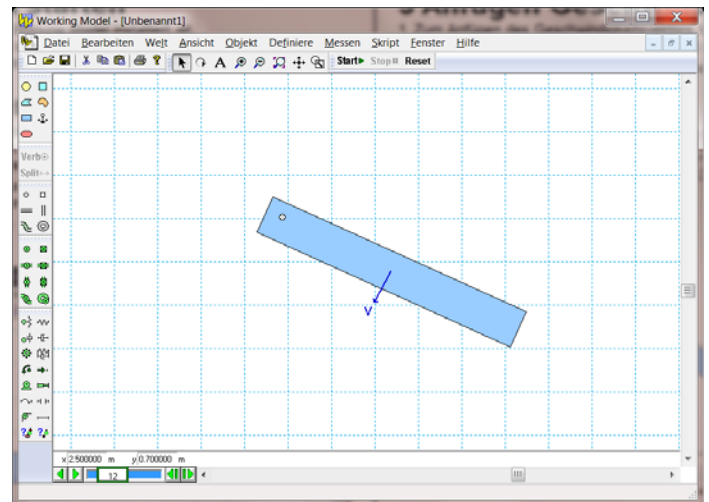 Working Model - [Unbenannt1]
Datei Bearbeiten Welt Ansicht Objekt Definiere Messen Skript Fenster Hilfe
A Start Stop Reset
Verb
Split
V
x 2.500000 m y 0.700000 m
12